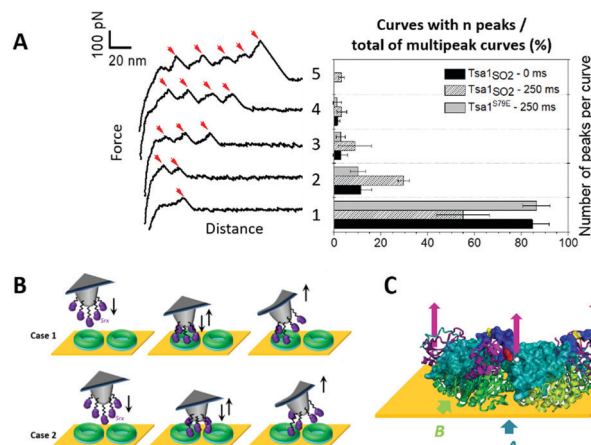 A
100 pN
20 nm
Force
Distance
5
4
3
2
1
Curves with n peaks /
total of multipeak curves (%)
Tsa1SO2 - 0 ms
Tsa1SO2 - 250 ms
Tsa1S79E - 250 ms
Number of peaks per curve
0 20 40 60 80 100
B
Srx
Case 1
Srx
Case 2
C
B
A